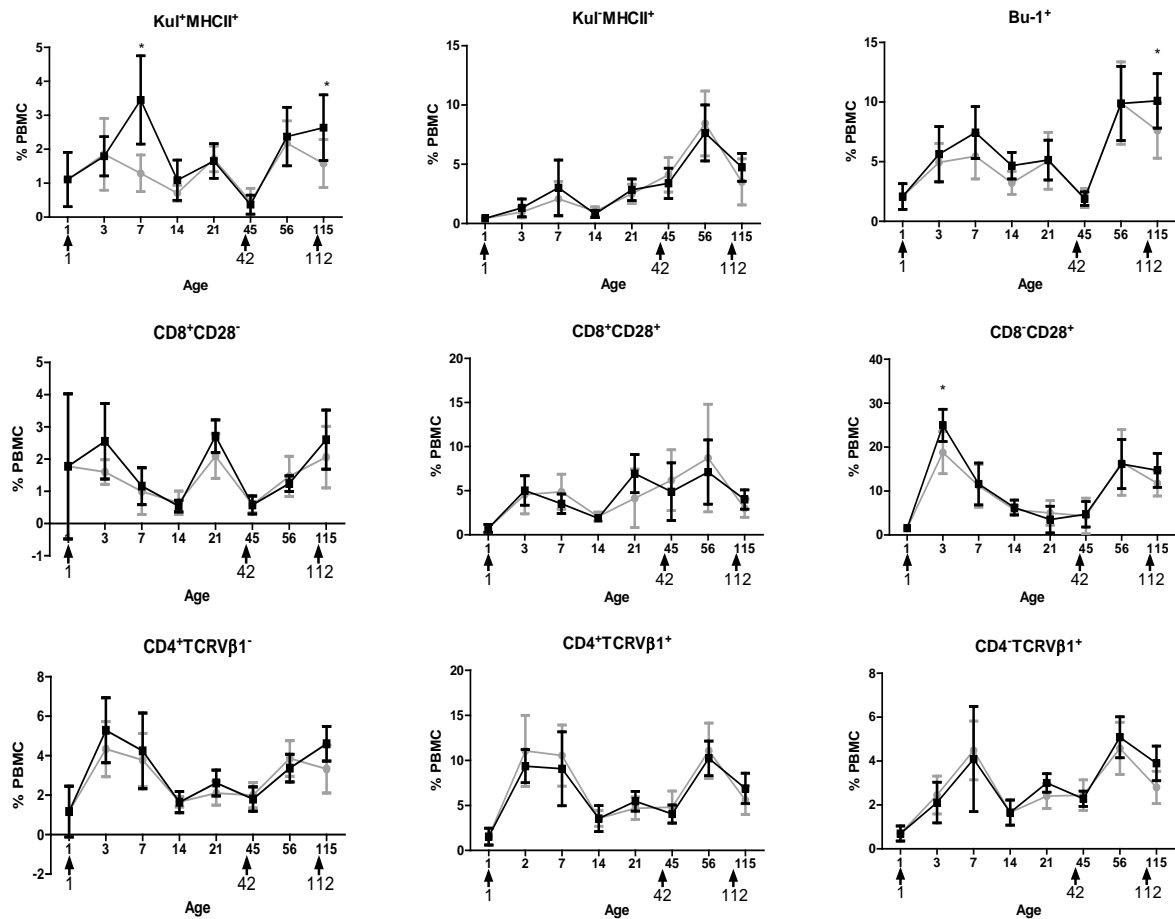 Kul⁺MHCII⁺
5
4
3
2
1
0
% PBMC
*
*
1 3 7 14 21 45 56 115
1 42 112
Age
Kul⁻MHCII⁺
15
10
5
0
% PBMC
1 3 7 14 21 45 56 115
1 42 112
Age
Bu-1⁺
15
10
5
0
% PBMC
*
1 3 7 14 21 45 56 115
1 42 112
Age
CD8⁺CD28⁻
5
4
3
2
1
0
-1
% PBMC
1 3 7 14 21 45 56 115
1 42 112
Age
CD8⁺CD28⁺
20
15
10
5
0
% PBMC
1 3 7 14 21 45 56 115
1 42 112
Age
CD8⁻CD28⁺
40
30
20
10
0
% PBMC
*
1 3 7 14 21 45 56 115
1 42 112
Age
CD4⁺TCRVβ1⁻
8
6
4
2
0
-2
% PBMC
1 3 7 14 21 45 56 115
1 42 112
Age
CD4⁺TCRVβ1⁺
20
15
10
5
0
% PBMC
1 2 7 14 21 45 56 115
1 42 112
Age
CD4⁻TCRVβ1⁺
8
6
4
2
0
% PBMC
1 3 7 14 21 45 56 115
1 42 112
Age